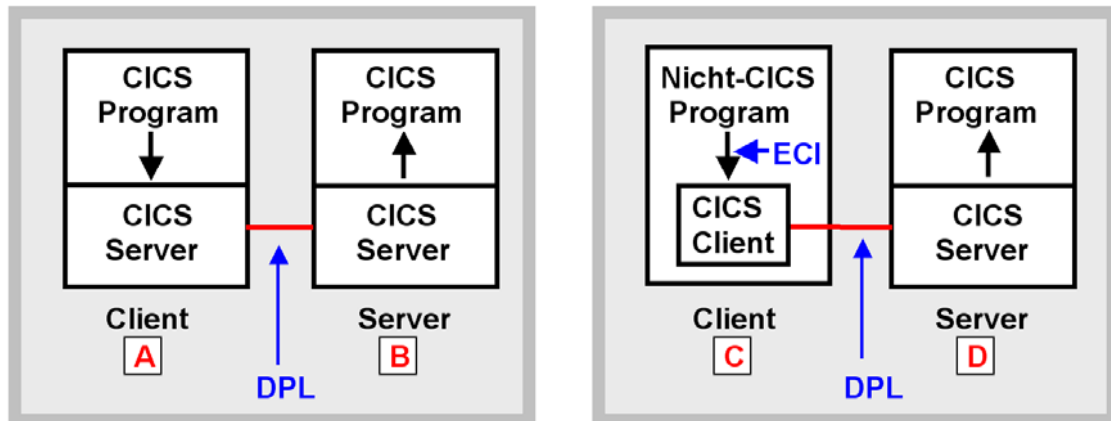 CICS
Program
CICS
Server
Client
A
CICS
Program
CICS
Server
Server
B
DPL
Nicht-CICS
Program
ECI
CICS
Client
Client
C
CICS
Program
CICS
Server
Server
D
DPL